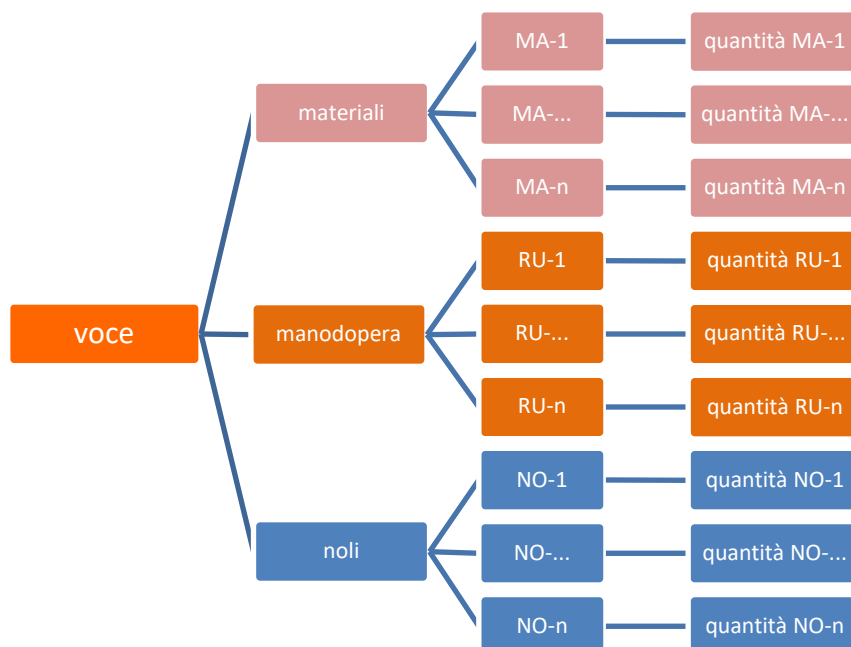 MA-1
quantità MA-1
materiali
MA-...
quantità MA-...
MA-n
quantità MA-n
RU-1
quantità RU-1
voce
manodopera
RU-...
quantità RU-...
RU-n
quantità RU-n
NO-1
quantità NO-1
noli
NO-...
quantità NO-...
NO-n
quantità NO-n